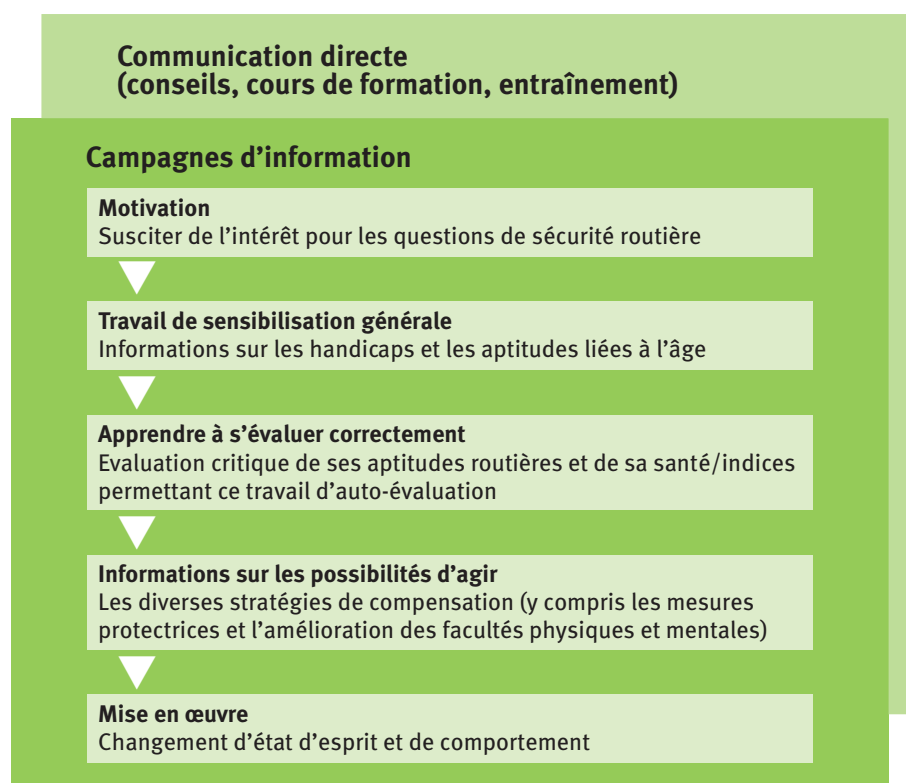 Communication directe
(conseils, cours de formation, entraînement)
Campagnes d’information
Motivation
Susciter de l’intérêt pour les questions de sécurité routière
Travail de sensibilisation générale
Informations sur les handicaps et les aptitudes liées à l’âge
Apprendre à s’évaluer correctement
Evaluation critique de ses aptitudes routières et de sa santé/indices
permettant ce travail d’auto-évaluation
Informations sur les possibilités d’agir
Les diverses stratégies de compensation (y compris les mesures
protectrices et l’amélioration des facultés physiques et mentales)
Mise en œuvre
Changement d’état d’esprit et de comportement